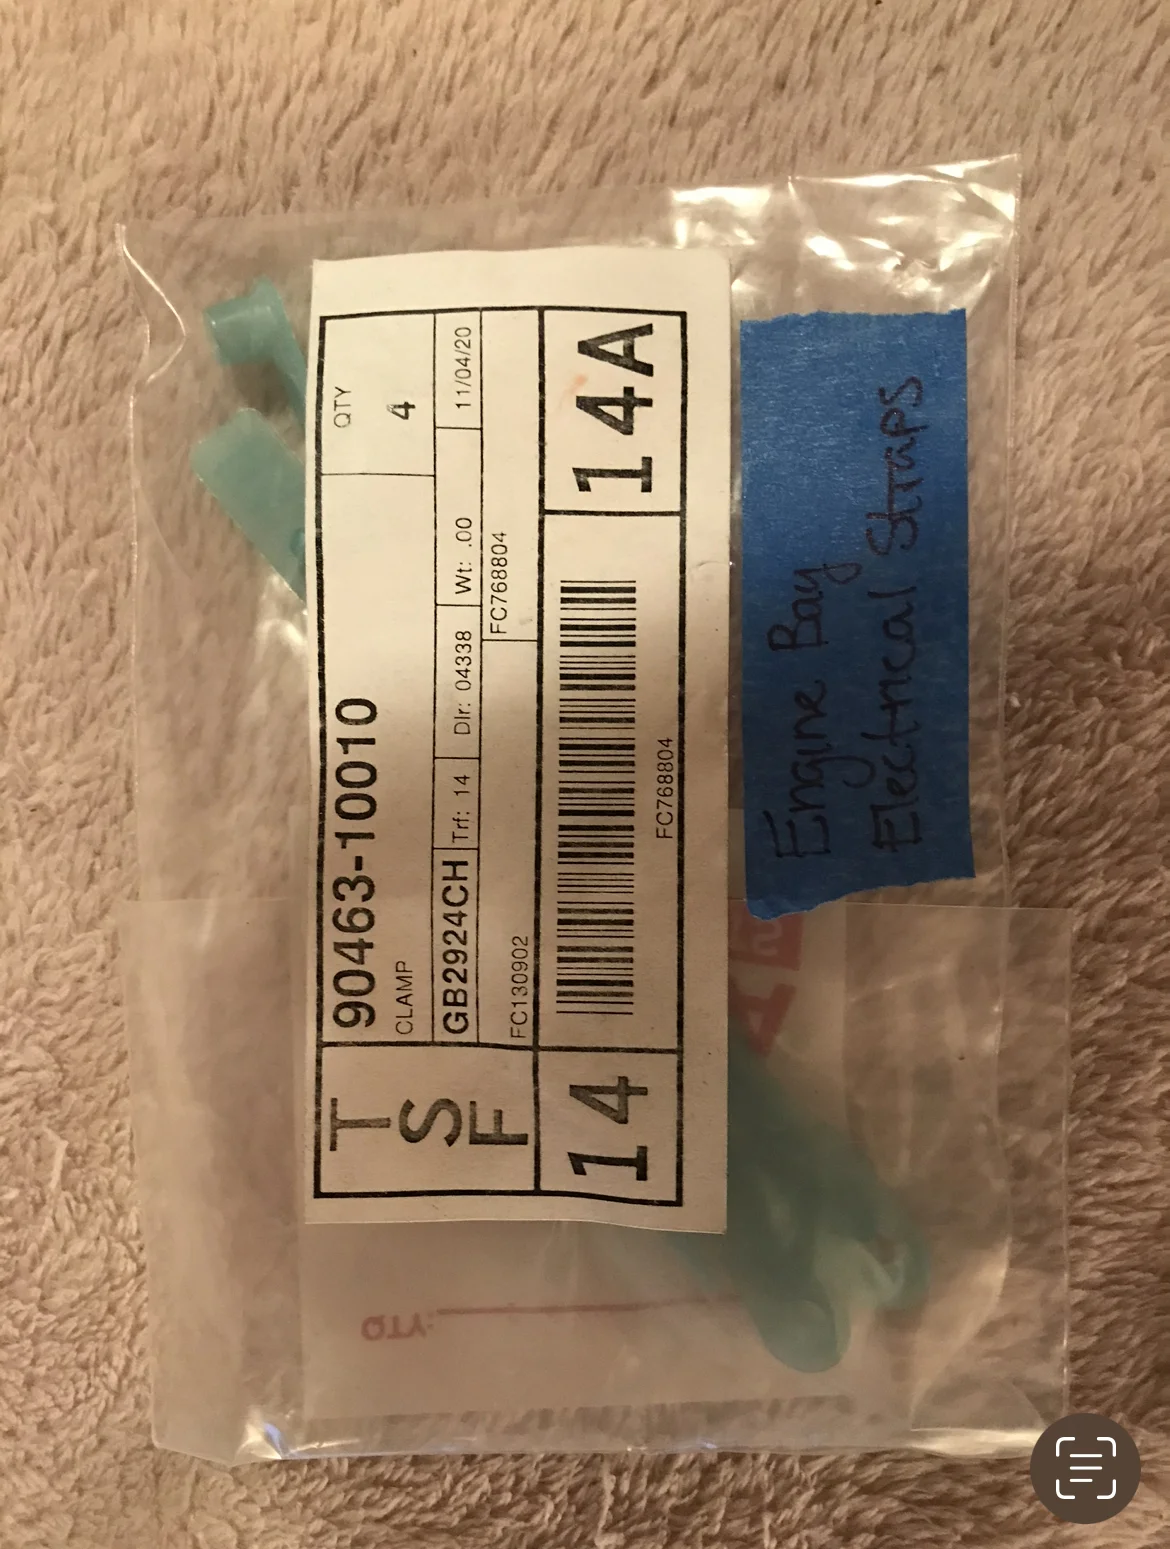 T
S
F
90463-10010
CLAMP
QTY
4
GB2924CH
Trf: 14
Dlr: 04338
Wt: .00
11/04/20
FC130902
FC768804
14
FC768804
14A
Engine Bay
Electrical Straps
QTY: